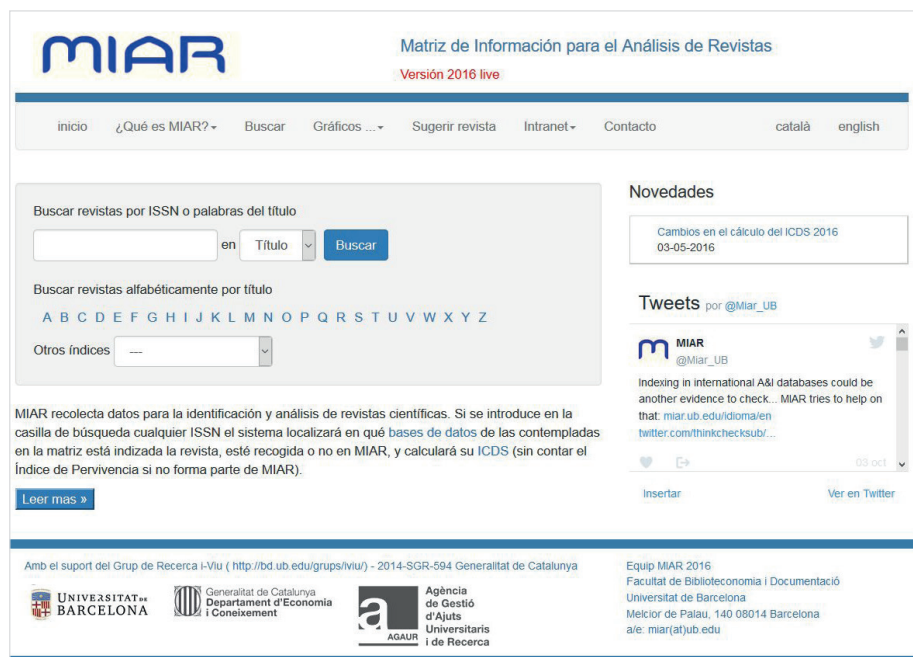 MIAR
Matriz de Información para el Análisis de Revistas
Versión 2016 live
inicio ¿Qué es MIAR? Buscar Gráficos ... Sugerir revista Intranet Contacto català english
Buscar revistas por ISSN o palabras del título
en Título Buscar
Buscar revistas alfabéticamente por título
A B C D E F G H I J K L M N O P Q R S T U V W X Y Z
Otros índices ---
MIAR recolecta datos para la identificación y análisis de revistas científicas. Si se introduce en la
casilla de búsqueda cualquier ISSN el sistema localizará en qué bases de datos de las contempladas
en la matriz está indizada la revista, esté recogida o no en MIAR, y calculará su ICDS (sin contar el
Índice de Pervivencia si no forma parte de MIAR).
Leer mas »
Novedades
Cambios en el cálculo del ICDS 2016
03-05-2016
Tweets por @Miar_UB
MIAR
@Miar_UB
Indexing in international A&I databases could be
another evidence to check... MIAR tries to help on
that: miar.ub.edu/idioma/en
twitter.com/thinkchecksub/...
03 oct
Insertar Ver en Twitter
Amb el suport del Grup de Recerca i-Viu ( http://bd.ub.edu/grups/iviu/) - 2014-SGR-594 Generalitat de Catalunya
UNIVERSITAT DE
BARCELONA
Generalitat de Catalunya
Departament d'Economia
i Coneixement
a
AGAUR
Agència
de Gestió
d'Ajuts
Universitaris
i de Recerca
Equip MIAR 2016
Facultat de Biblioteconomia i Documentació
Universitat de Barcelona
Melcior de Palau, 140 08014 Barcelona
a/e: miar(at)ub.edu